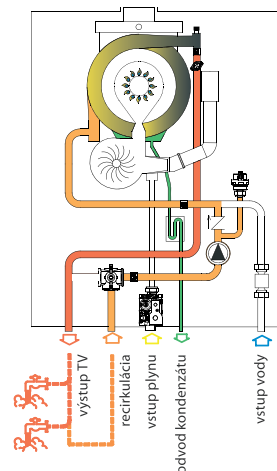 výstup TV
recirkulácia
vstup plynu
odvod kondenzátu
vstup vody